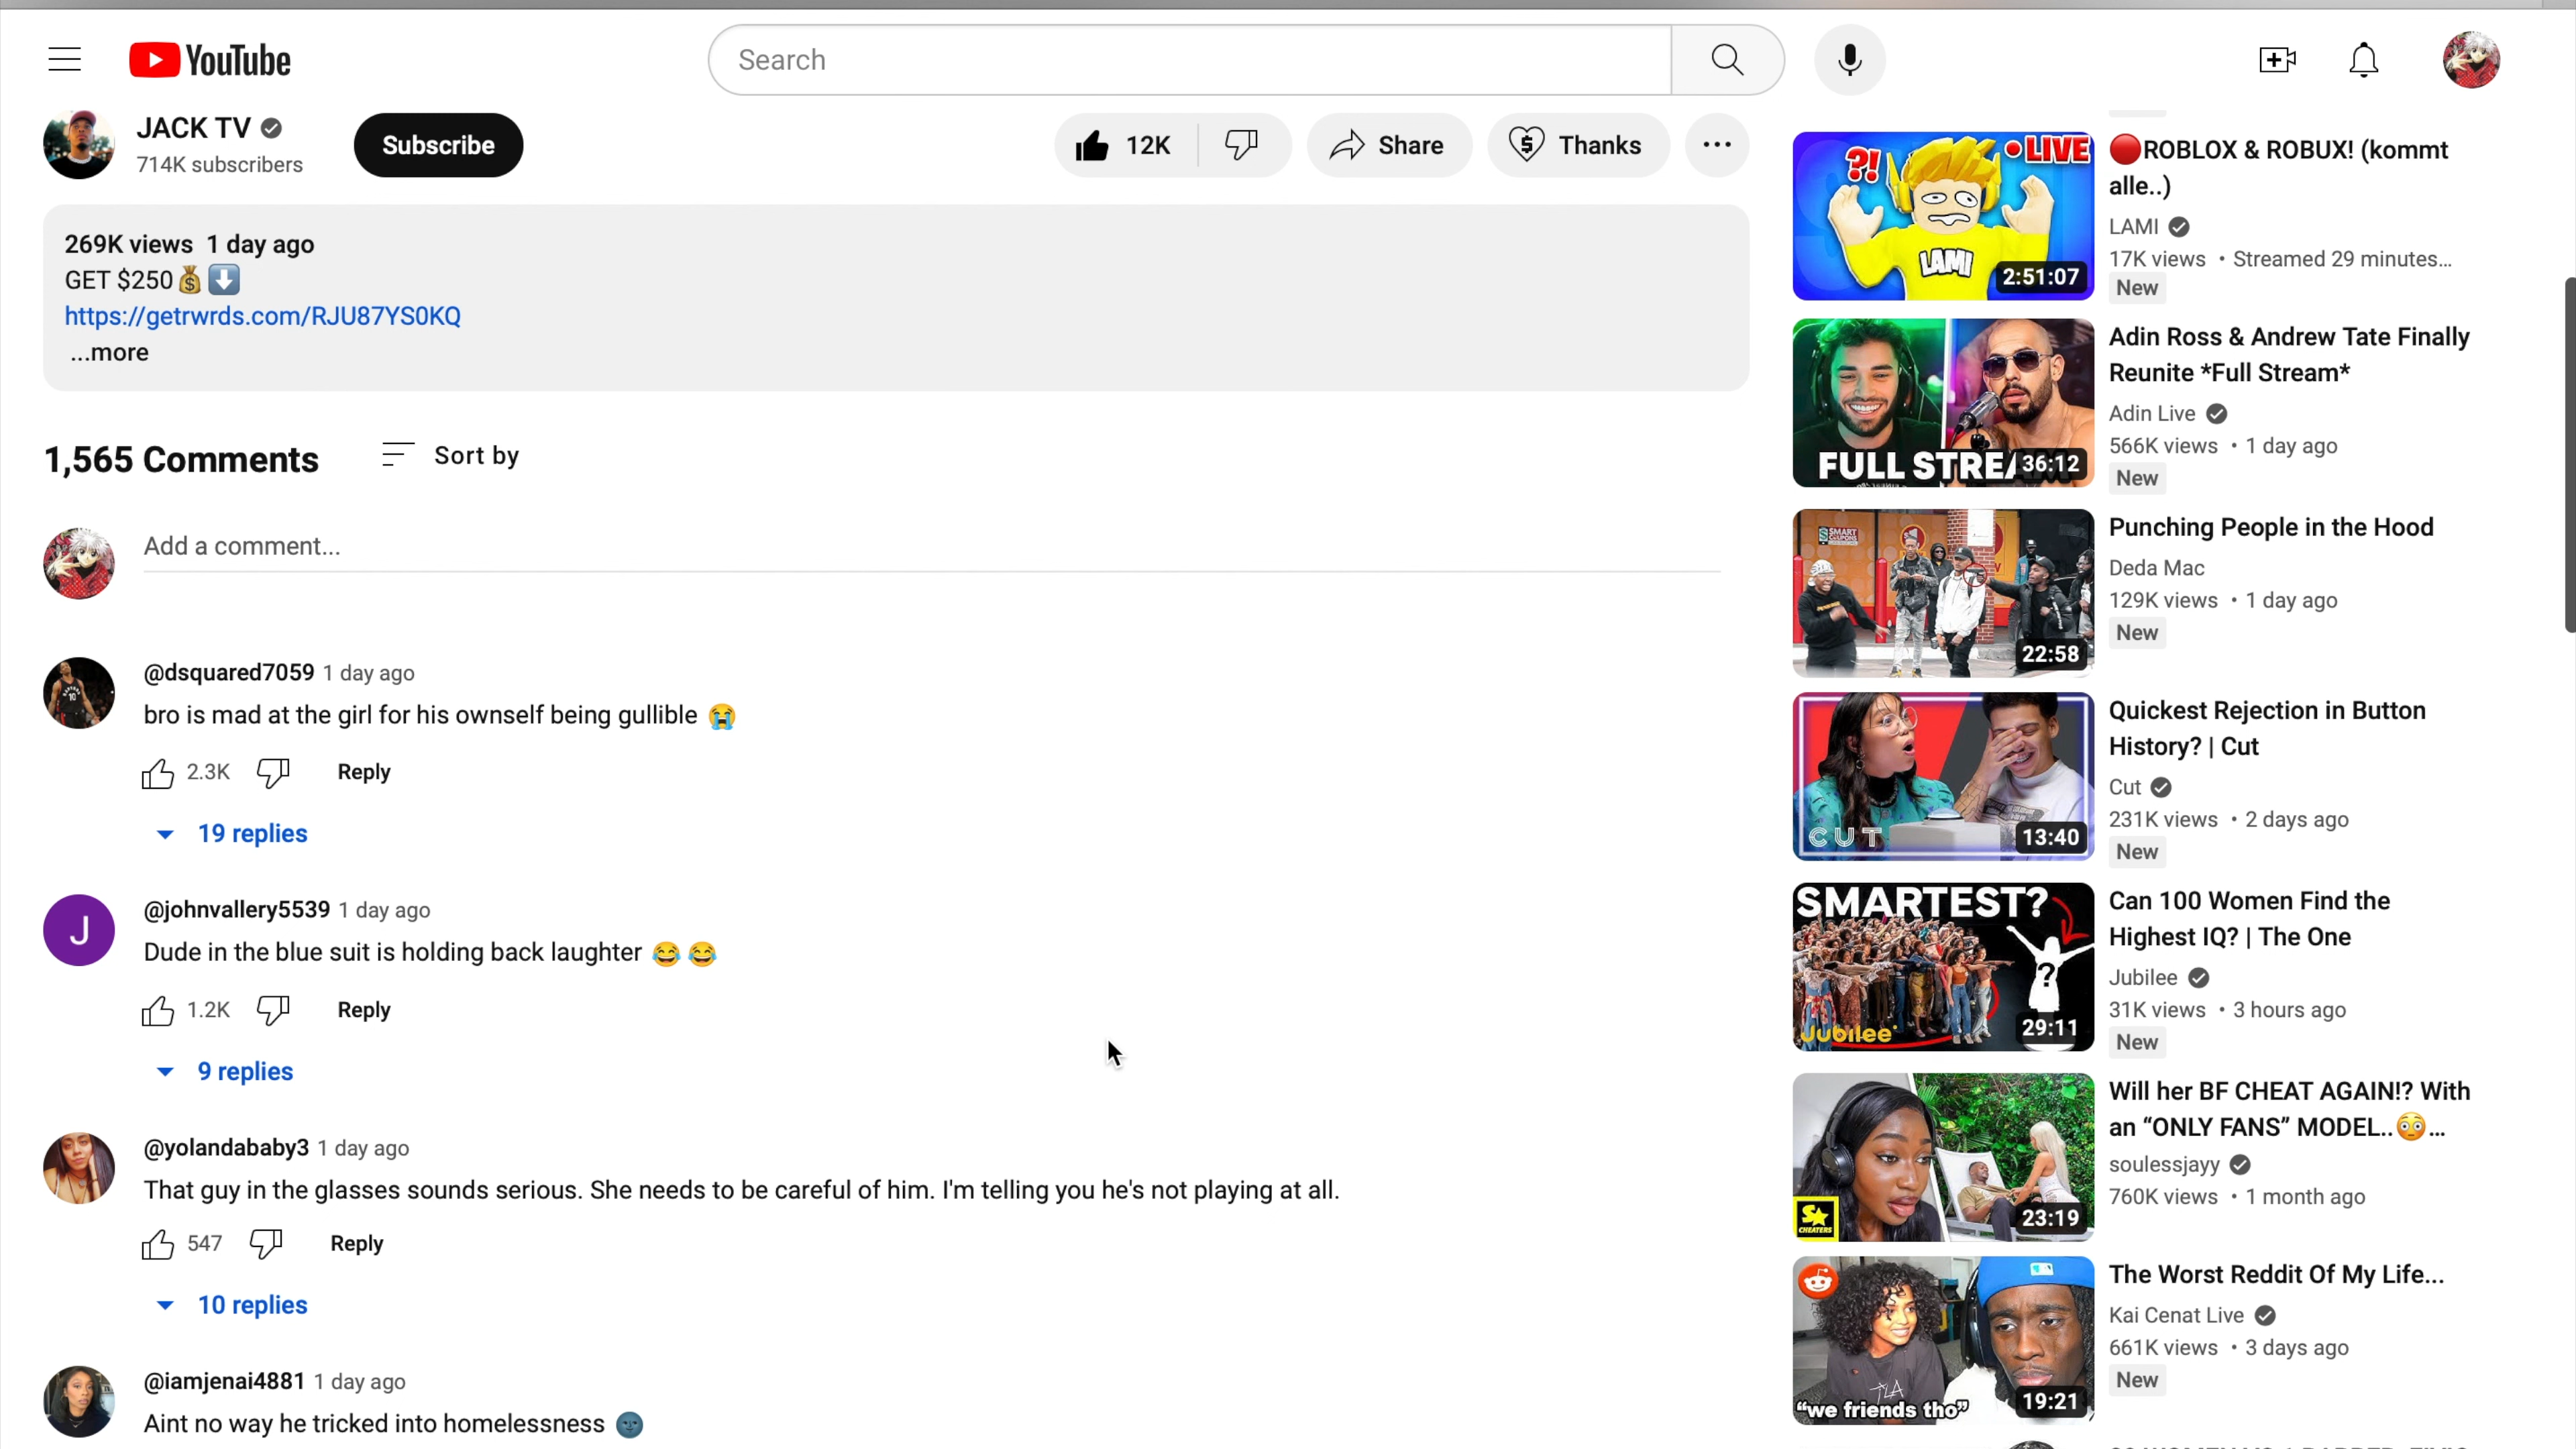 YouTube
Search
JACK TV
714K subscribers
Subscribe
12K
Share
Thanks
269K views 1 day ago
GET $250💰⬇️
https://getrwrds.com/RJU87YS0KQ
...more
1,565 Comments
Sort by
Add a comment...
@dsquared7059 1 day ago
bro is mad at the girl for his ownself being gullible 😭
2.3K
Reply
19 replies
J
@johnvallery5539 1 day ago
Dude in the blue suit is holding back laughter 😂 😂
1.2K
Reply
9 replies
@yolandababy3 1 day ago
That guy in the glasses sounds serious. She needs to be careful of him. I'm telling you he's not playing at all.
547
Reply
10 replies
@iamjenai4881 1 day ago
Aint no way he tricked into homelessness 🌚
?!
LIVE
LAMI
2:51:07
🔴ROBLOX & ROBUX! (kommt
alle..)
LAMI
17K views • Streamed 29 minutes...
New
FULL STREA
36:12
Adin Ross & Andrew Tate Finally
Reunite *Full Stream*
Adin Live
566K views • 1 day ago
New
SMART
22:58
Punching People in the Hood
Deda Mac
129K views • 1 day ago
New
CUT
13:40
Quickest Rejection in Button
History? | Cut
Cut
231K views • 2 days ago
New
SMARTEST?
?
Jubilee
29:11
Can 100 Women Find the
Highest IQ? | The One
Jubilee
31K views • 3 hours ago
New
CHEATERS
23:19
Will her BF CHEAT AGAIN!? With
an “ONLY FANS” MODEL..😳...
soulessjayy
760K views • 1 month ago
“we friends tho”
19:21
The Worst Reddit Of My Life...
Kai Cenat Live
661K views • 3 days ago
New